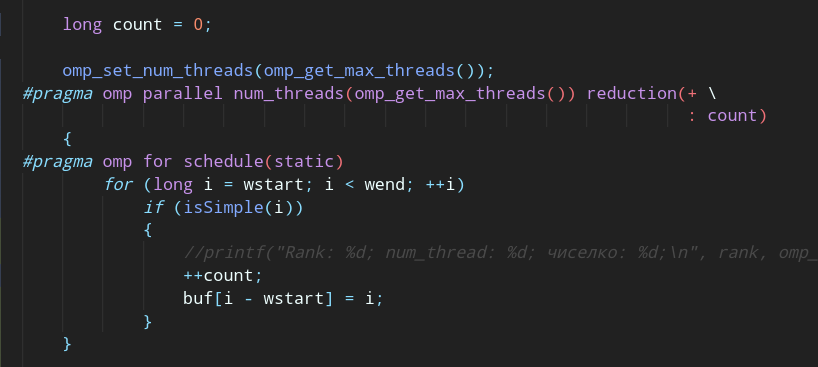 long count = 0;
omp_set_num_threads(omp_get_max_threads());
#pragma omp parallel num_threads(omp_get_max_threads()) reduction(+ \
: count)
{
#pragma omp for schedule(static)
for (long i = wstart; i < wend; ++i)
if (isSimple(i))
{
//printf("Rank: %d; num_thread: %d; чиселко: %d;\n", rank, omp_
++count;
buf[i - wstart] = i;
}
}